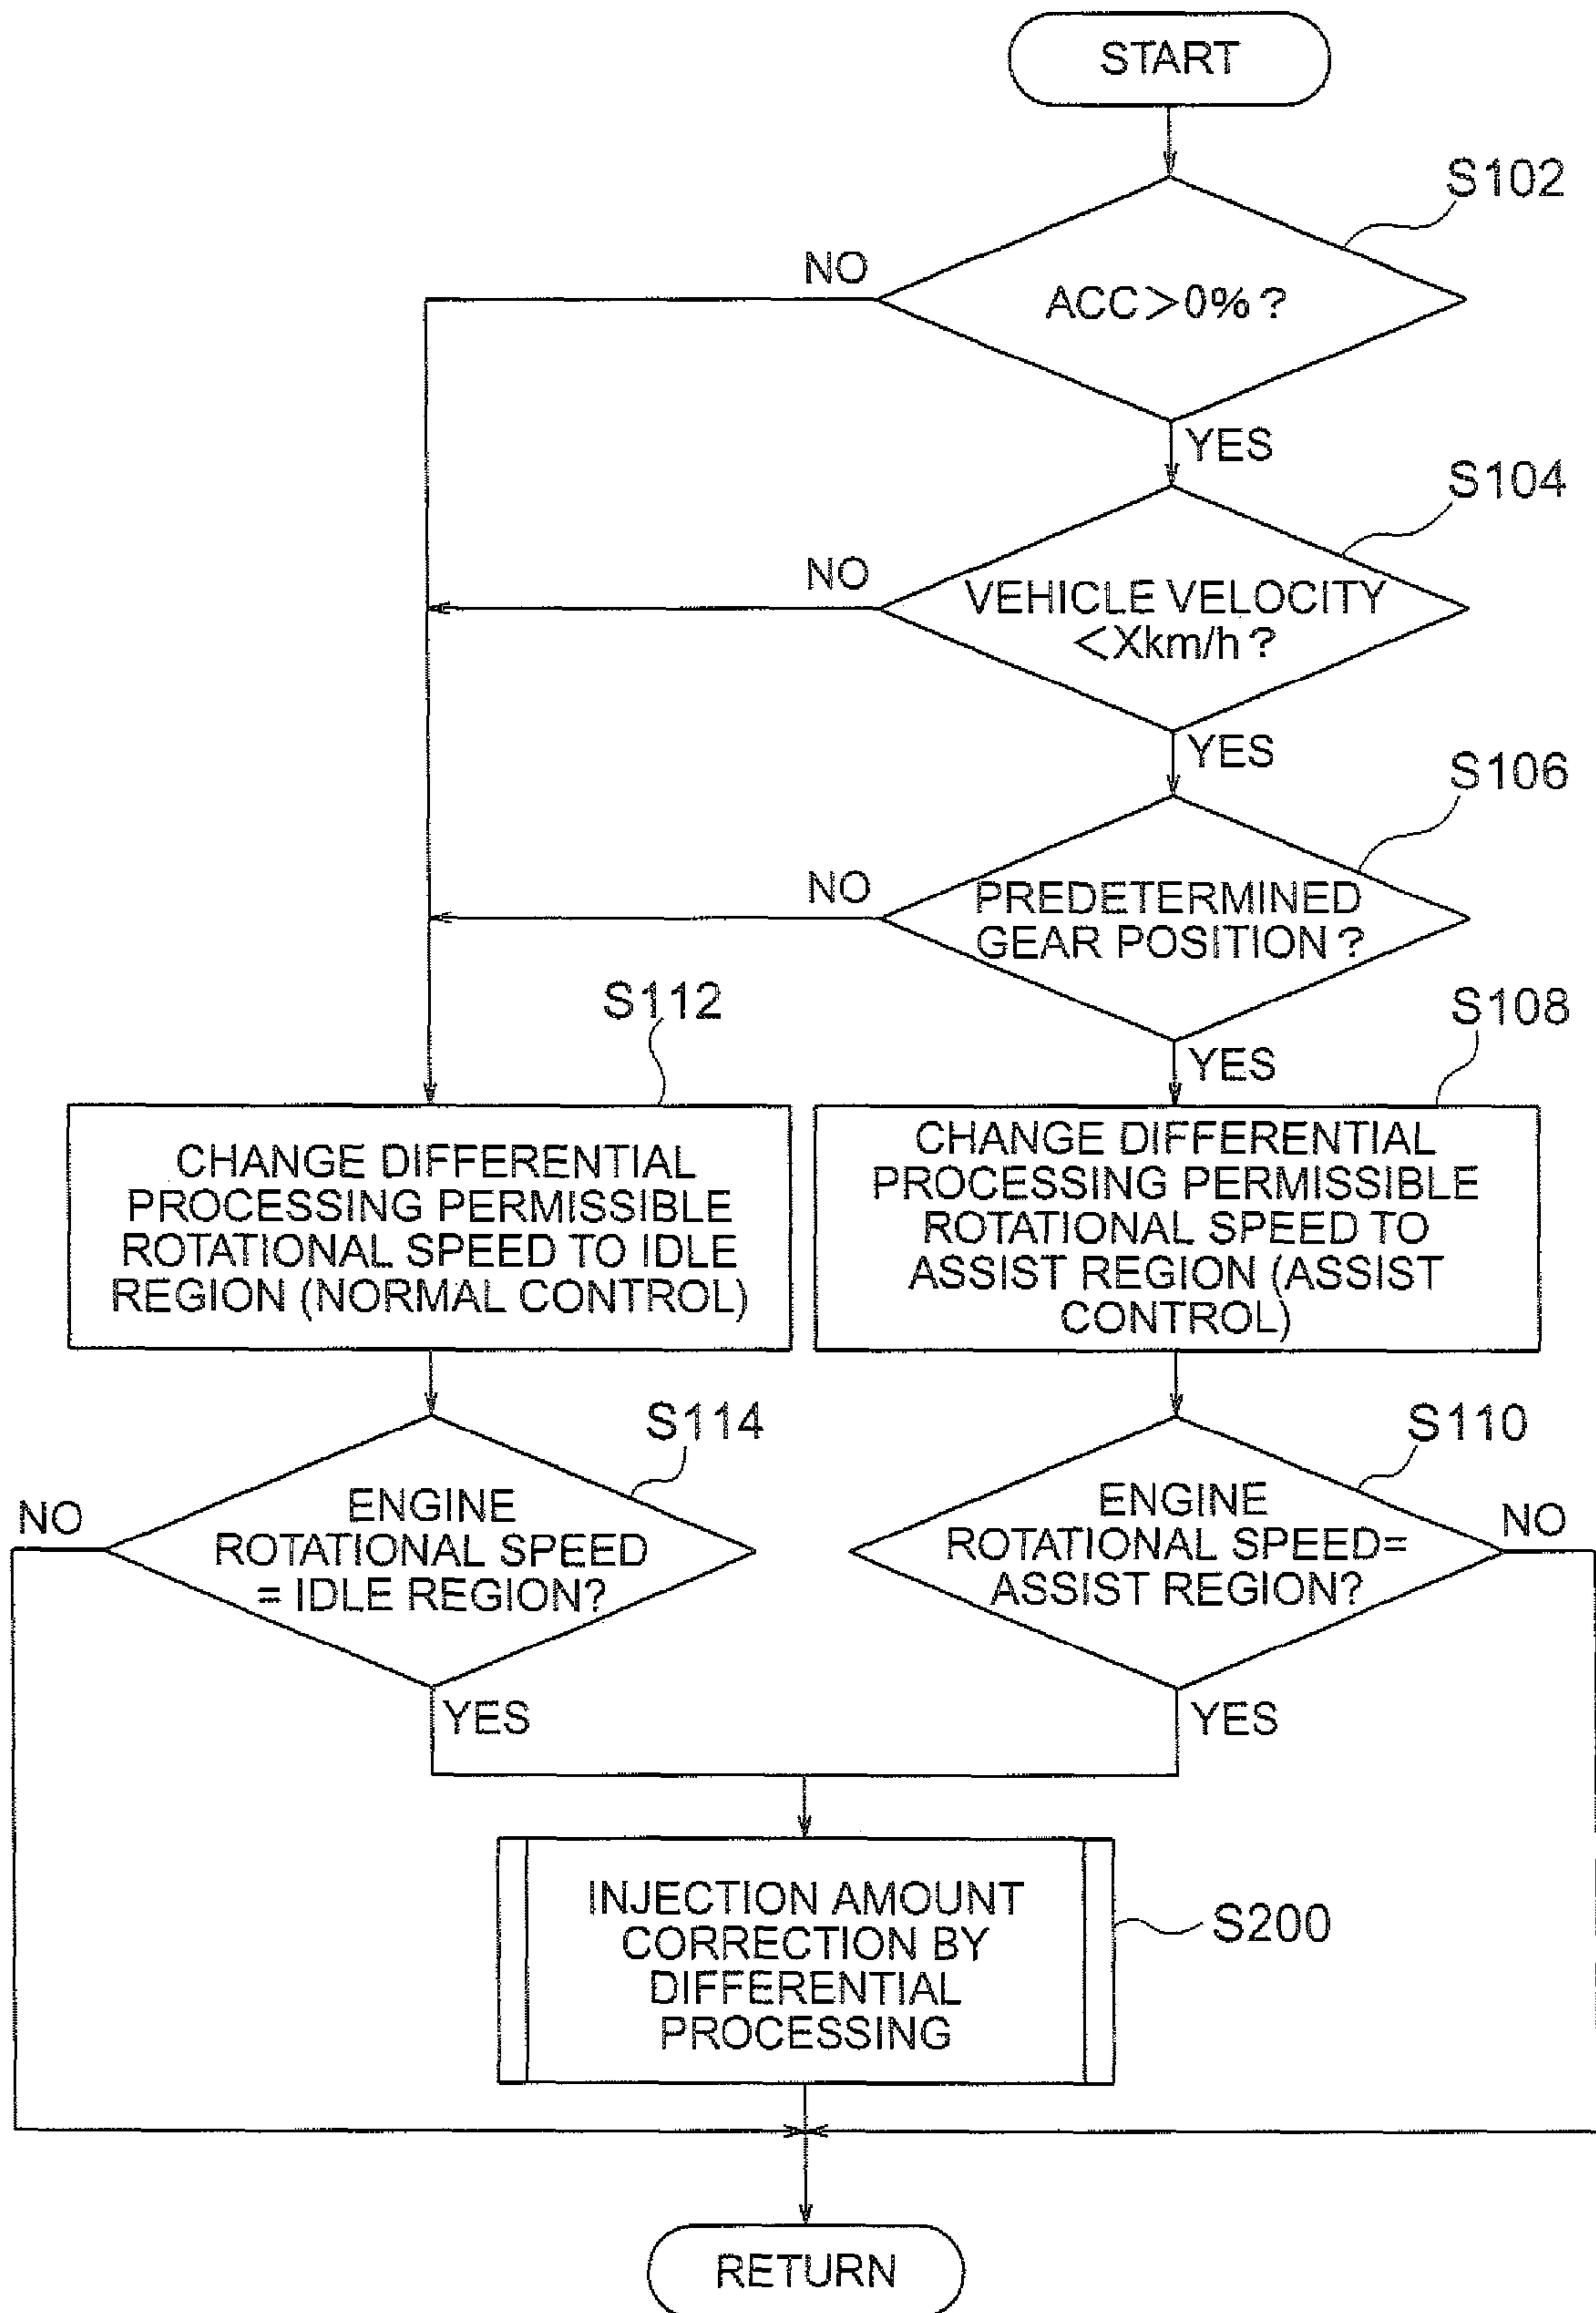 START
S102
NO
ACC>0%?
YES
S104
NO
VEHICLE VELOCITY
<Xkm/h?
YES
S106
NO
PREDETERMINED
GEAR POSITION?
YES
S112
S108
CHANGE DIFFERENTIAL
PROCESSING PERMISSIBLE
ROTATIONAL SPEED TO IDLE
REGION (NORMAL CONTROL)
CHANGE DIFFERENTIAL
PROCESSING PERMISSIBLE
ROTATIONAL SPEED TO
ASSIST REGION (ASSIST
CONTROL)
S114
NO
ENGINE
ROTATIONAL SPEED
= IDLE REGION?
YES
S110
ENGINE
ROTATIONAL SPEED=
ASSIST REGION?
NO
YES
INJECTION AMOUNT
CORRECTION BY
DIFFERENTIAL
PROCESSING
S200
RETURN